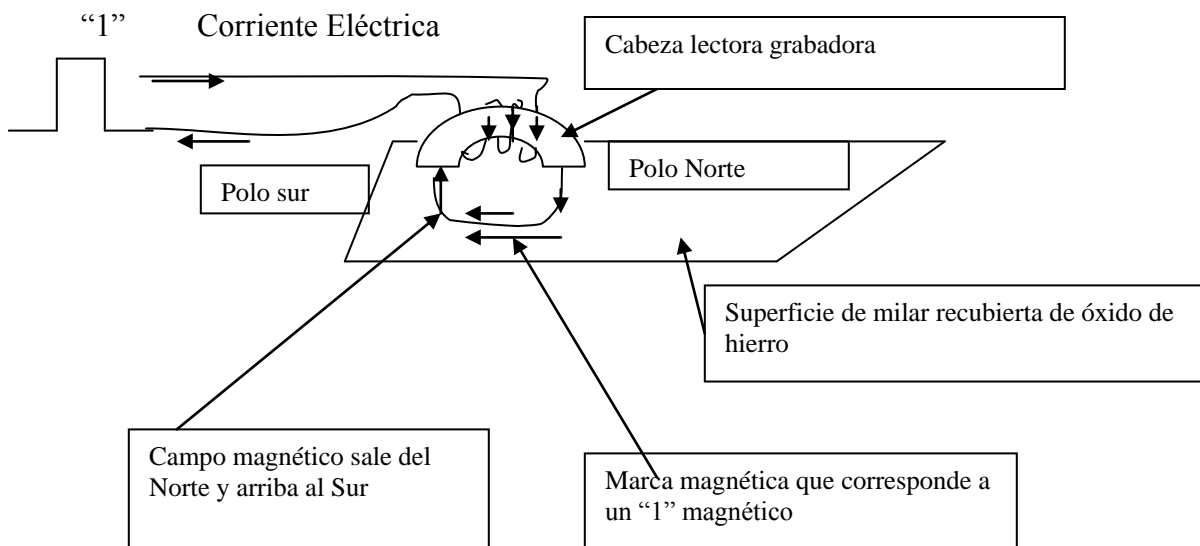 “1” Corriente Eléctrica
Cabeza lectora grabadora
Polo Norte
Polo sur
Superficie de milar recubierta de óxido de
hierro
Campo magnético sale del
Norte y arriba al Sur
Marca magnética que corresponde a
un “1” magnético